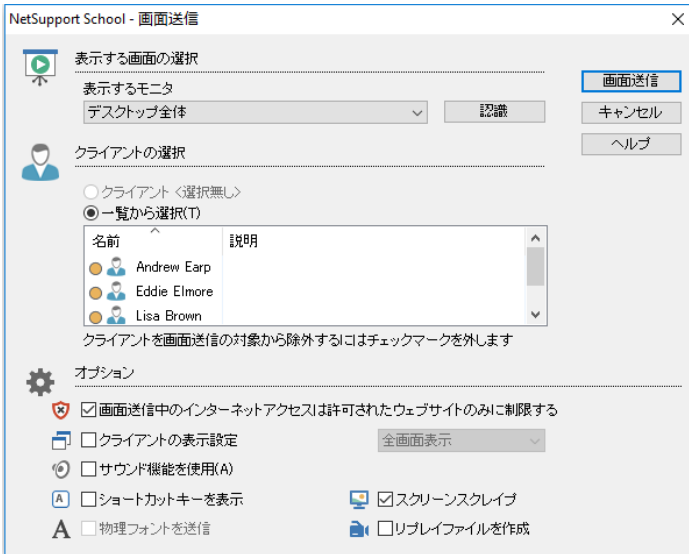 NetSupport School - 画面送信
表示する画面の選択
表示するモニタ
デスクトップ全体
認識
画面送信
キャンセル
ヘルプ
クライアントの選択
クライアント <選択無し>
一覧から選択(T)
名前 説明
Andrew Earp
Eddie Elmore
Lisa Brown
クライアントを画面送信の対象から除外するにはチェックマークを外します
オプション
画面送信中のインターネットアクセスは許可されたウェブサイトのみに制限する
クライアントの表示設定 全画面表示
サウンド機能を使用(A)
ショートカットキーを表示 スクリーンスクレイプ
物理フォントを送信 リプレイファイルを作成